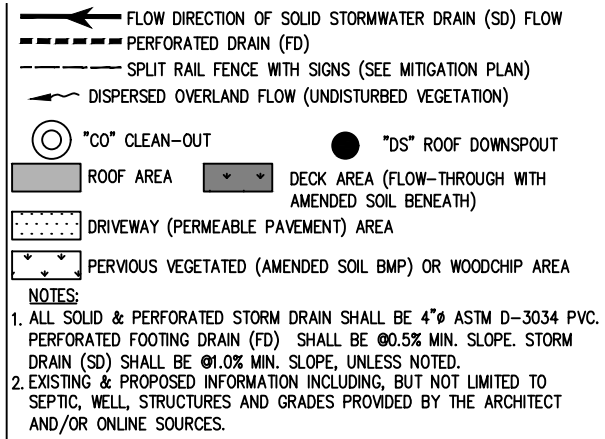 FLOW DIRECTION OF SOLID STORMWATER DRAIN (SD) FLOW
PERFORATED DRAIN (FD)
SPLIT RAIL FENCE WITH SIGNS (SEE MITIGATION PLAN)
DISPERSED OVERLAND FLOW (UNDISTURBED VEGETATION)
"CO" CLEAN-OUT
"DS" ROOF DOWNSPOUT
ROOF AREA
DECK AREA (FLOW-THROUGH WITH
AMENDED SOIL BENEATH)
DRIVEWAY (PERMEABLE PAVEMENT) AREA
PERVIOUS VEGETATED (AMENDED SOIL BMP) OR WOODCHIP AREA
NOTES:
1. ALL SOLID & PERFORATED STORM DRAIN SHALL BE 4"ø ASTM D-3034 PVC.
PERFORATED FOOTING DRAIN (FD) SHALL BE @0.5% MIN. SLOPE. STORM
DRAIN (SD) SHALL BE @1.0% MIN. SLOPE, UNLESS NOTED.
2. EXISTING & PROPOSED INFORMATION INCLUDING, BUT NOT LIMITED TO
SEPTIC, WELL, STRUCTURES AND GRADES PROVIDED BY THE ARCHITECT
AND/OR ONLINE SOURCES.